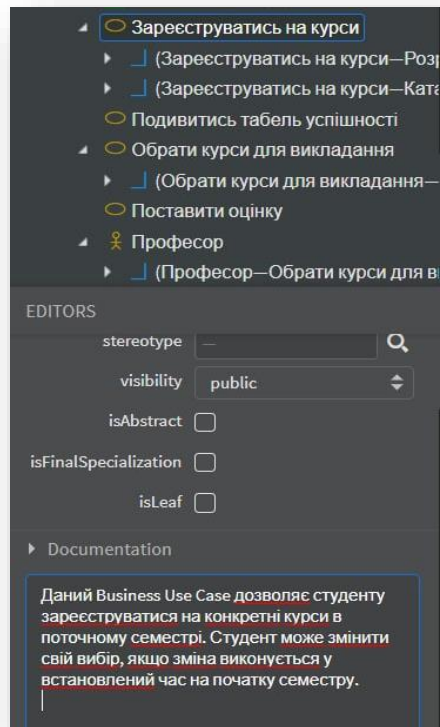 Зареєструватись на курси
(Зареєструватись на курси—Розр
(Зареєструватись на курси—Ката
Подивитись табель успішності
Обрати курси для викладання
(Обрати курси для викладання—
Поставити оцінку
Професор
(Професор—Обрати курси для в
EDITORS
stereotype —
visibility public
isAbstract
isFinalSpecialization
isLeaf
Documentation
Даний Business Use Case дозволяє студенту
зареєструватися на конкретні курси в
поточному семестрі. Студент може змінити
свій вибір, якщо зміна виконується у
встановлений час на початку семестру.